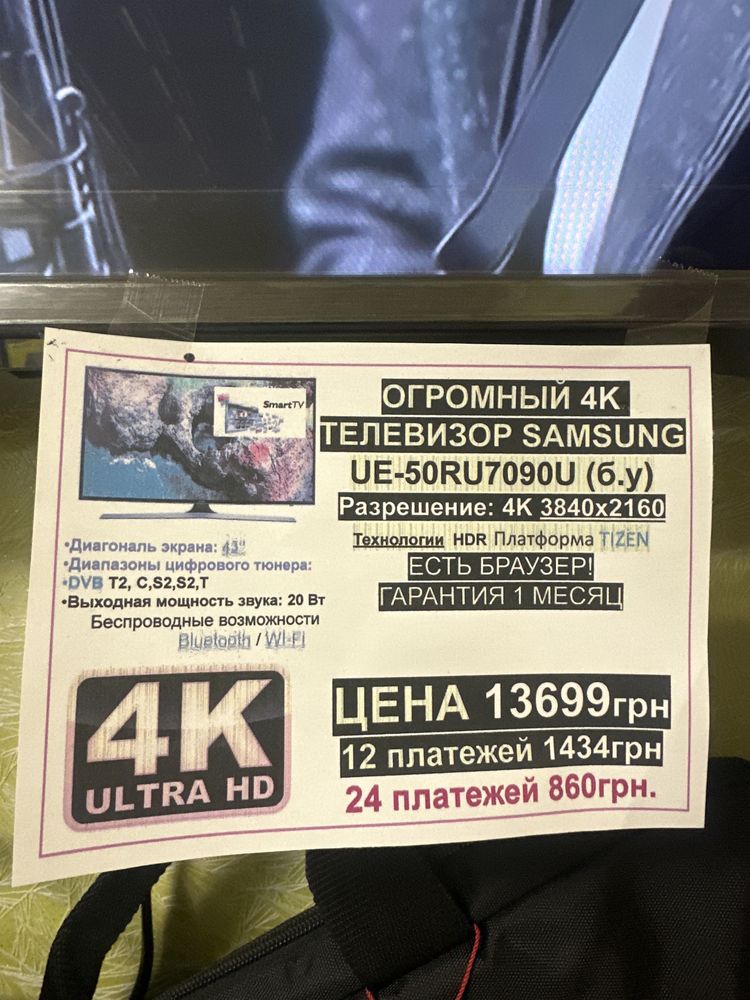 SmartTV
•Диагональ экрана:
•Диапазоны цифрового тюнера:
•DVB T2, C,S2,S2,T
•Выходная мощность звука: 20 Вт
Беспроводные возможности
Bluetooth / Wi-Fi
4K
ULTRA HD
ОГРОМНЫЙ 4K
ТЕЛЕВИЗОР SAMSUNG
UE-50RU7090U (б.у)
Разрешение: 4K 3840x2160
Технологии HDR Платформа TIZEN
ЕСТЬ БРАУЗЕР!
ГАРАНТИЯ 1 МЕСЯЦ
ЦЕНА 13699грн
12 платежей 1434грн
24 платежей 860грн.